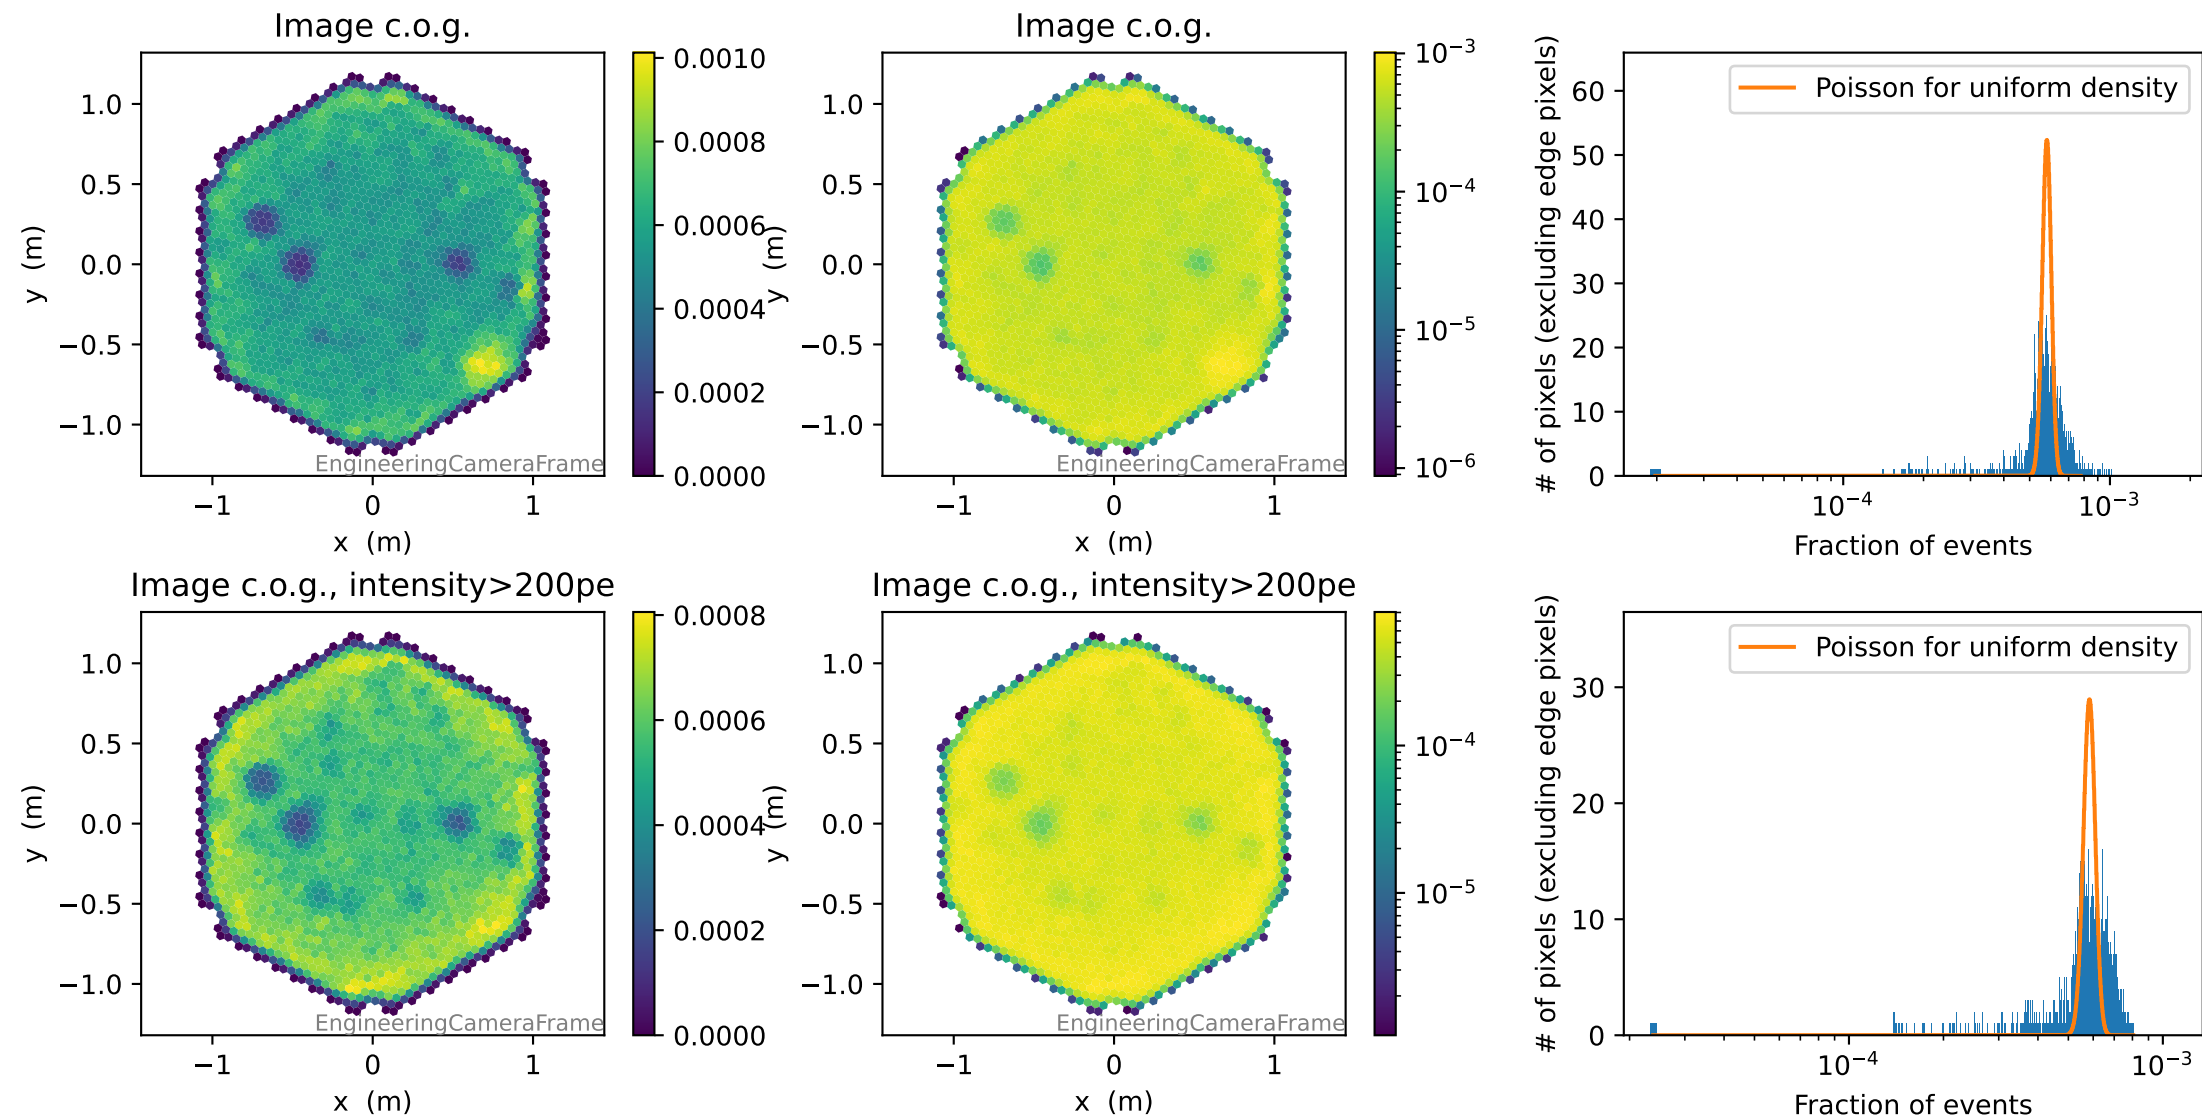 Image c.o.g.
y (m)
1.0
0.5
0.0
−0.5
−1.0
−1
0
1
x (m)
EngineeringCameraFrame
0.0010
0.0008
0.0006
0.0004
0.0002
0.0000
Image c.o.g.
y (m)
1.0
0.5
0.0
−0.5
−1.0
−1
0
1
x (m)
EngineeringCameraFrame
10⁻³
10⁻⁴
10⁻⁵
10⁻⁶
# of pixels (excluding edge pixels)
60
50
40
30
20
10
0
Poisson for uniform density
10⁻⁴
10⁻³
Fraction of events
Image c.o.g., intensity>200pe
y (m)
1.0
0.5
0.0
−0.5
−1.0
−1
0
1
x (m)
EngineeringCameraFrame
0.0008
0.0006
0.0004
0.0002
0.0000
Image c.o.g., intensity>200pe
y (m)
1.0
0.5
0.0
−0.5
−1.0
−1
0
1
x (m)
EngineeringCameraFrame
10⁻⁴
10⁻⁵
# of pixels (excluding edge pixels)
30
20
10
0
Poisson for uniform density
10⁻⁴
10⁻³
Fraction of events